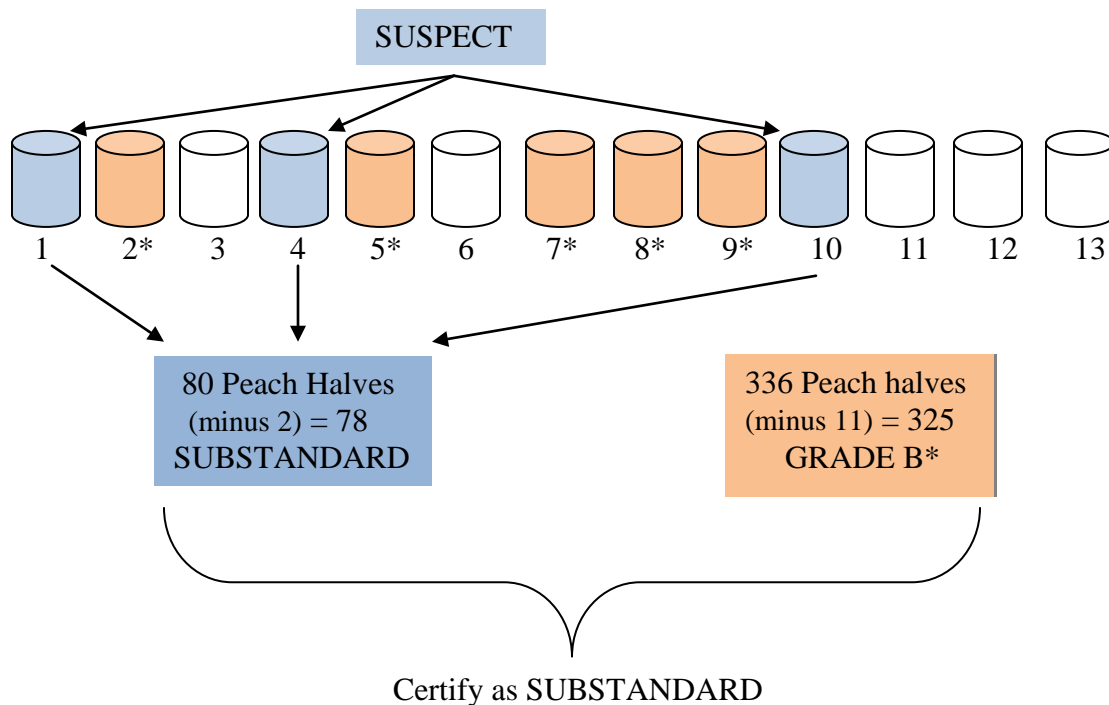 SUSPECT
1 2* 3 4 5* 6 7* 8* 9* 10 11 12 13
80 Peach Halves
(minus 2) = 78
SUBSTANDARD
336 Peach halves
(minus 11) = 325
GRADE B*
Certify as SUBSTANDARD